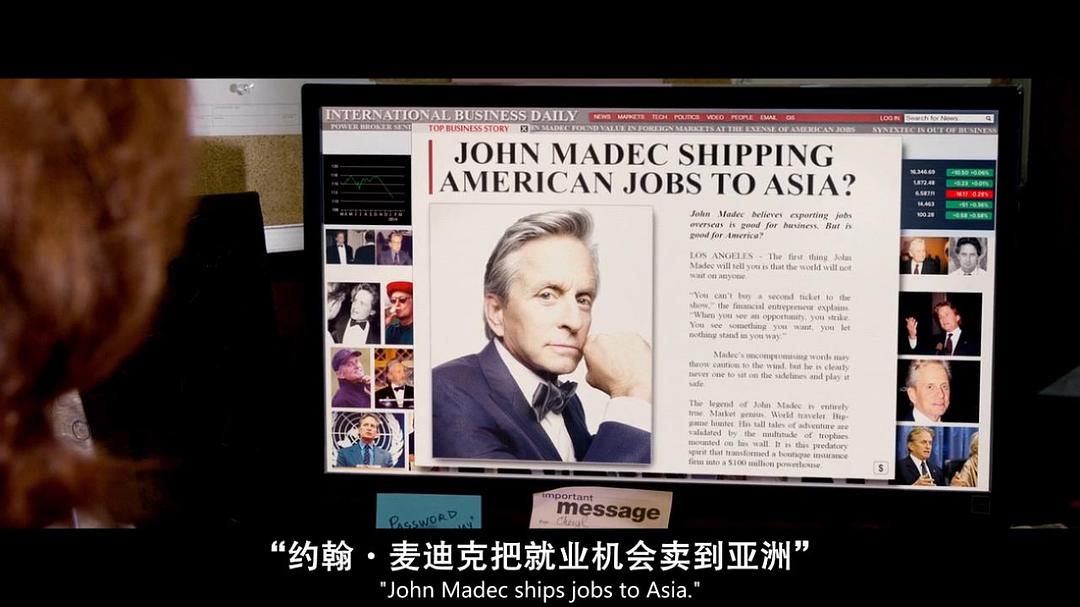 INTERNATIONAL BUSINESS DAILY
NEWS MARKETS TECH POLITICS VIDEO PEOPLE EMAIL
LOG IN Search for News
TOP BUSINESS STORY X
MADEC FOUND VALUE IN FOREIGN MARKETS AT THE EXENSE OF AMERICAN JOBS SYNTXTEC IS OUT OF BUSINESS
JOHN MADEC SHIPPING
AMERICAN JOBS TO ASIA?
John Madec believes exporting jobs
overseas is good for business. But is
good for America?
LOS ANGELES - The first thing John
Madec will tell you is that the world will not
wait on anyone.
"You can't buy a second ticket to the
show," the financial entrepreneur explains.
"When you see an opportunity, you strike.
You see something you want, you let
nothing stand in you way."
Madec's uncompromising words may
throw caution to the wind, but he is clearly
never one to sit on the sidelines and play it
safe.
The legend of John Madec is entirely
true. Market genius. World traveler. Big-
game hunter. His tall tales of adventure are
validated by the multitude of trophies
mounted on his wall. It is this predatory
spirit that transformed a boutique insurance
firm into a $100 million powerhouse.
$
16,346.69
1,872.48
14,463
100.28
PASSWORD
important
message
Cheryl
“约翰·麦迪克把就业机会卖到亚洲”
"John Madec ships jobs to Asia."